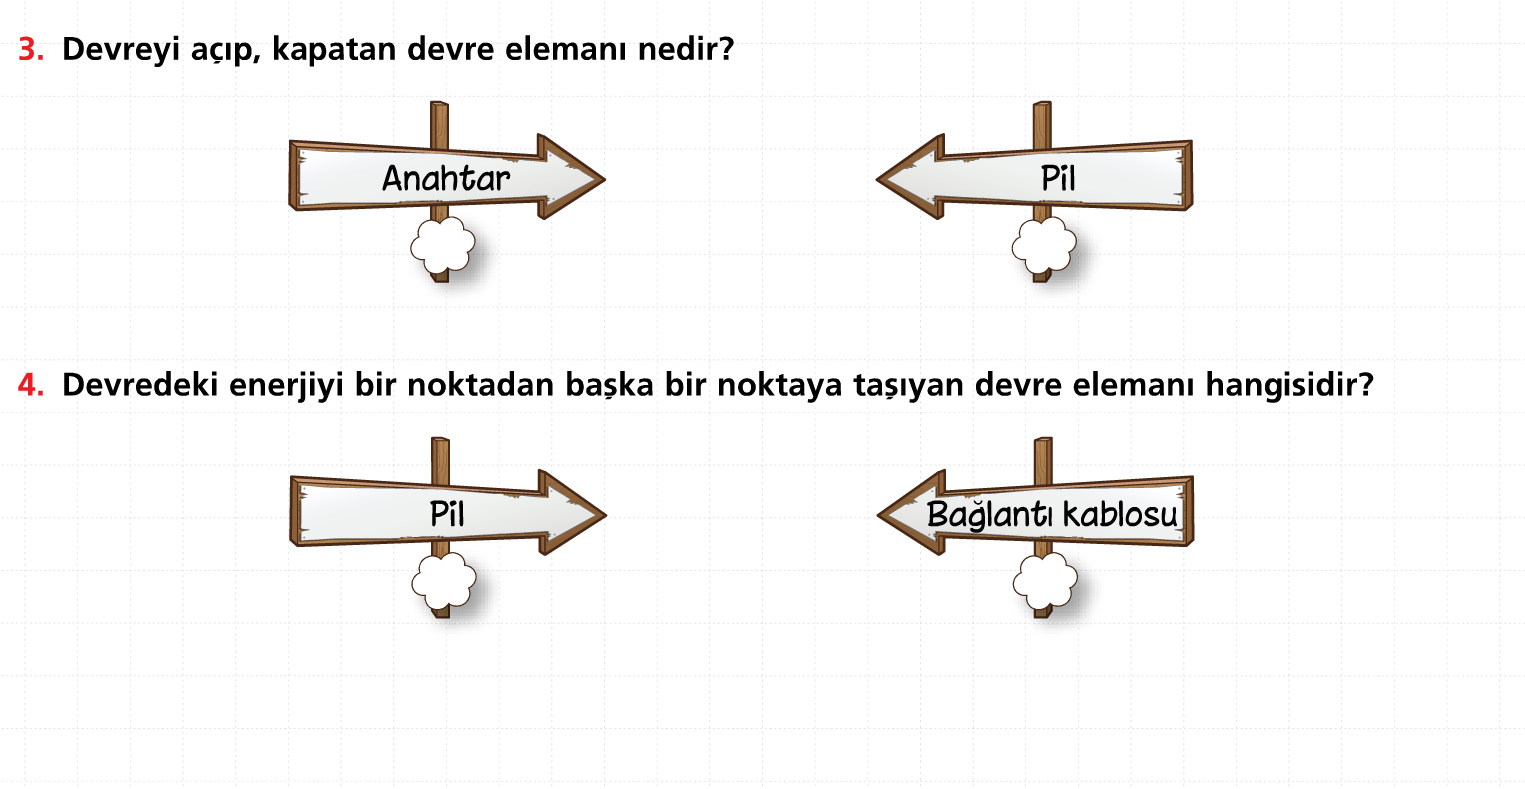 3. Devreyi açıp, kapatan devre elemanı nedir?
Anahtar
Pil
4. Devredeki enerjiyi bir noktadan başka bir noktaya taşıyan devre elemanı hangisidir?
Pil
Bağlantı kablosu